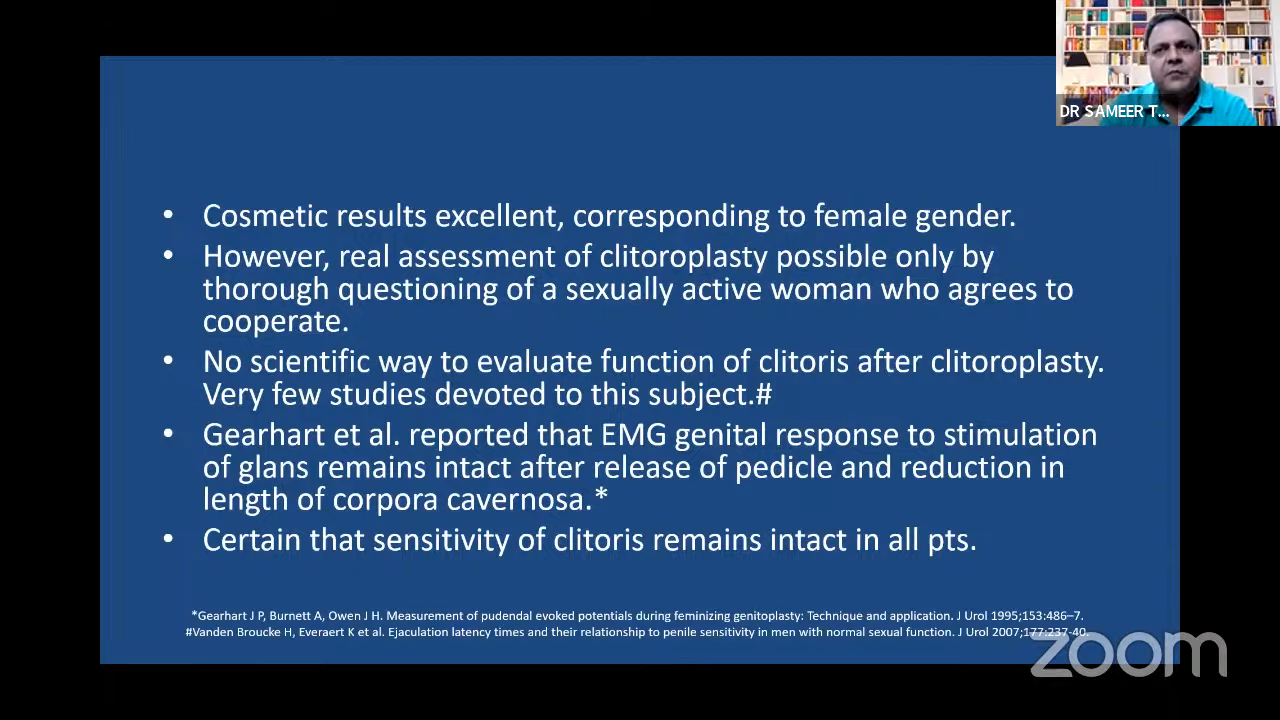 DR SAMEER T...
• Cosmetic results excellent, corresponding to female gender.
• However, real assessment of clitoroplasty possible only by
thorough questioning of a sexually active woman who agrees to
cooperate.
• No scientific way to evaluate function of clitoris after clitoroplasty.
Very few studies devoted to this subject.#
• Gearhart et al. reported that EMG genital response to stimulation
of glans remains intact after release of pedicle and reduction in
length of corpora cavernosa.*
• Certain that sensitivity of clitoris remains intact in all pts.
*Gearhart J P, Burnett A, Owen J H. Measurement of pudendal evoked potentials during feminizing genitoplasty: Technique and application. J Urol 1995;153:486–7.
#Vanden Broucke H, Everaert K et al. Ejaculation latency times and their relationship to penile sensitivity in men with normal sexual function. J Urol 2007;177:237-40.
zoom